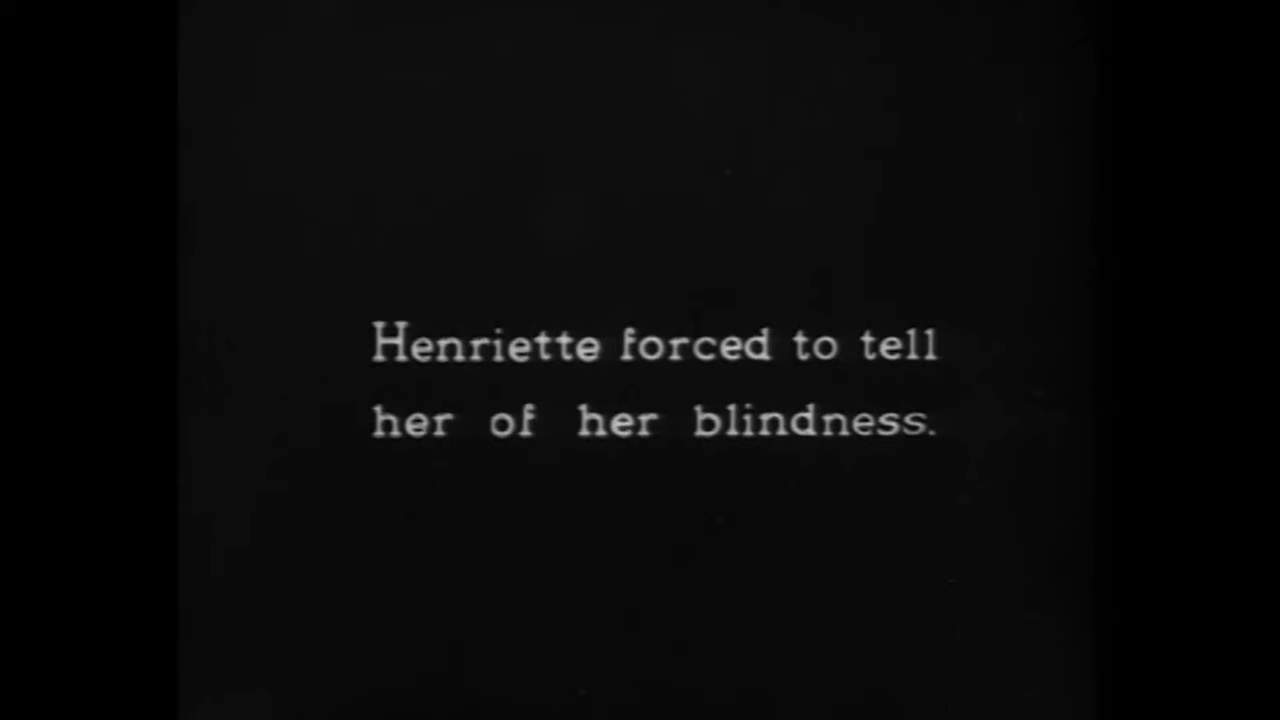 Henriette forced to tell
her of her blindness.